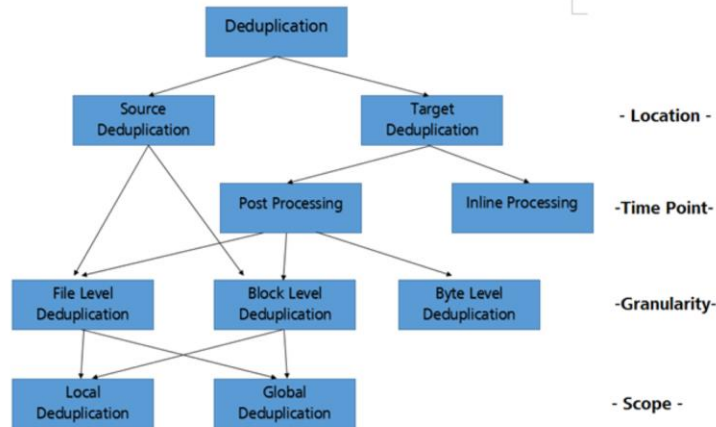 Deduplication
Source
Deduplication
Target
Deduplication
- Location -
Post Processing
Inline Processing
-Time Point-
File Level
Deduplication
Block Level
Deduplication
Byte Level
Deduplication
-Granularity-
Local
Deduplication
Global
Deduplication
- Scope -